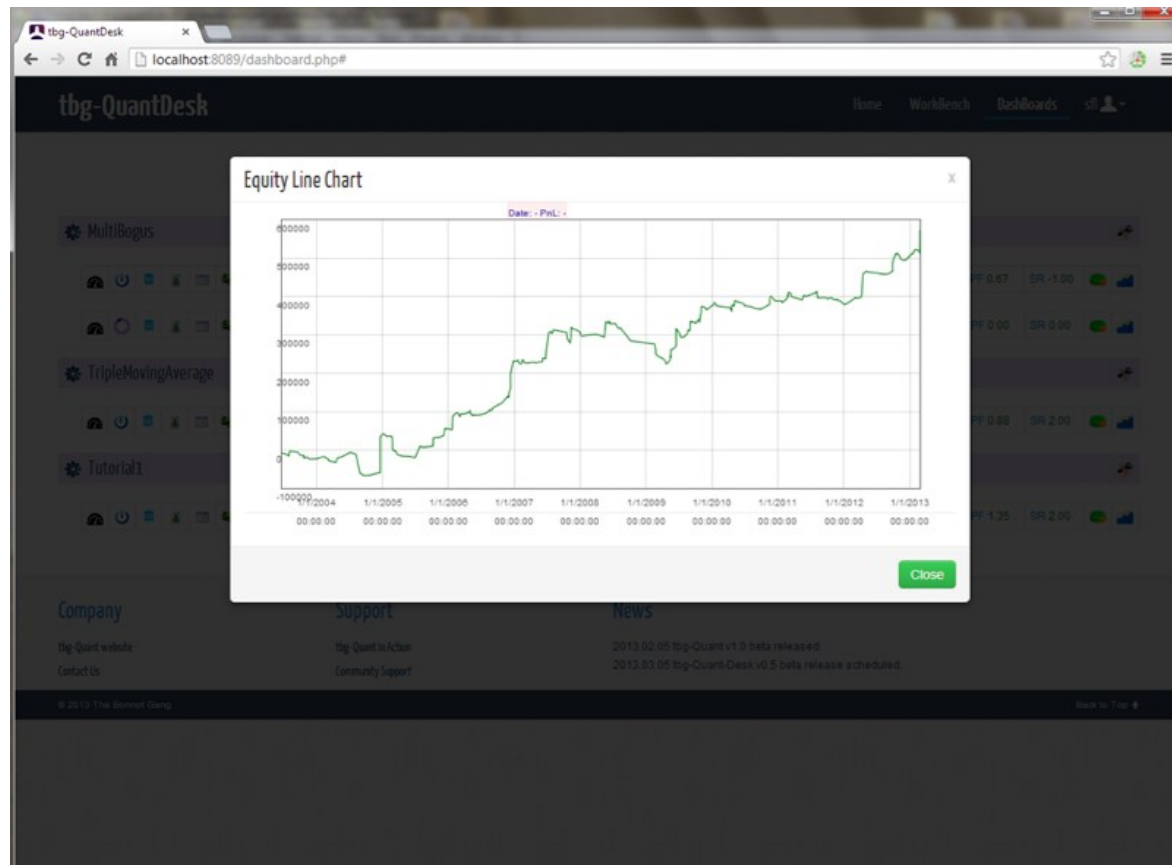 tbg-QuantDesk
localhost:8089/dashboard.php#
tbg-QuantDesk
Home WorkBench DashBoards sfl
Equity Line Chart x
Date: - PnL: -
600000
500000
400000
300000
200000
100000
0
-100000
1/1/2004 1/1/2005 1/1/2006 1/1/2007 1/1/2008 1/1/2009 1/1/2010 1/1/2011 1/1/2012 1/1/2013
00:00:00 00:00:00 00:00:00 00:00:00 00:00:00 00:00:00 00:00:00 00:00:00 00:00:00 00:00:00
Close
MultiBogus
PF 0.67 SR -1.00
PF 0.00 SR 0.00
TripleMovingAverage
PF 0.88 SR 2.00
Tutorial1
PF 1.35 SR 2.00
Company
tbg-Quant website
Contact Us
Support
tbg-Quant In Action
Community Support
News
2013.02.05 tbg-Quant v1.0 beta released.
2013.03.05 tbg-Quant-Desk v0.5 beta release scheduled.
© 2013 The Bonnot Gang
Back to Top